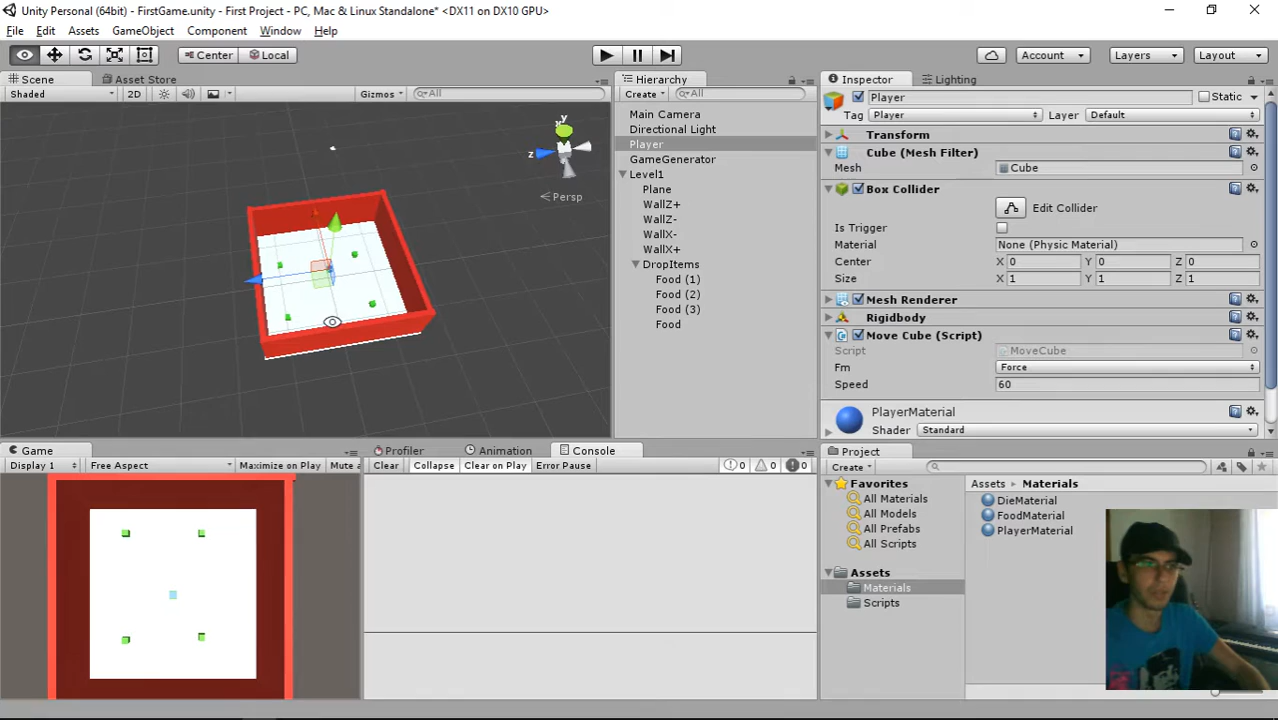 Unity Personal (64bit) - FirstGame.unity - First Project - PC, Mac & Linux Standalone* <DX11 on DX10 GPU>
File Edit Assets GameObject Component Window Help
Center Local Account Layers Layout
Scene Asset Store
Shaded 2D Gizmos All
y
x
z
Persp
Hierarchy
Create All
Main Camera
Directional Light
Player
GameGenerator
Level1
Plane
WallZ+
WallZ-
WallX-
WallX+
DropItems
Food (1)
Food (2)
Food (3)
Food
Inspector Lighting
Player Static
Tag Player Layer Default
Transform
Cube (Mesh Filter)
Mesh Cube
Box Collider
Edit Collider
Is Trigger
Material None (Physic Material)
Center X 0 Y 0 Z 0
Size X 1 Y 1 Z 1
Mesh Renderer
Rigidbody
Move Cube (Script)
Script MoveCube
Fm Force
Speed 60
PlayerMaterial
Shader Standard
Game
Display 1 Free Aspect Maximize on Play Mute a
Profiler Animation Console
Clear Collapse Clear on Play Error Pause 0 0 0
Project
Create
Favorites
All Materials
All Models
All Prefabs
All Scripts
Assets
Materials
Scripts
Assets Materials
DieMaterial
FoodMaterial
PlayerMaterial